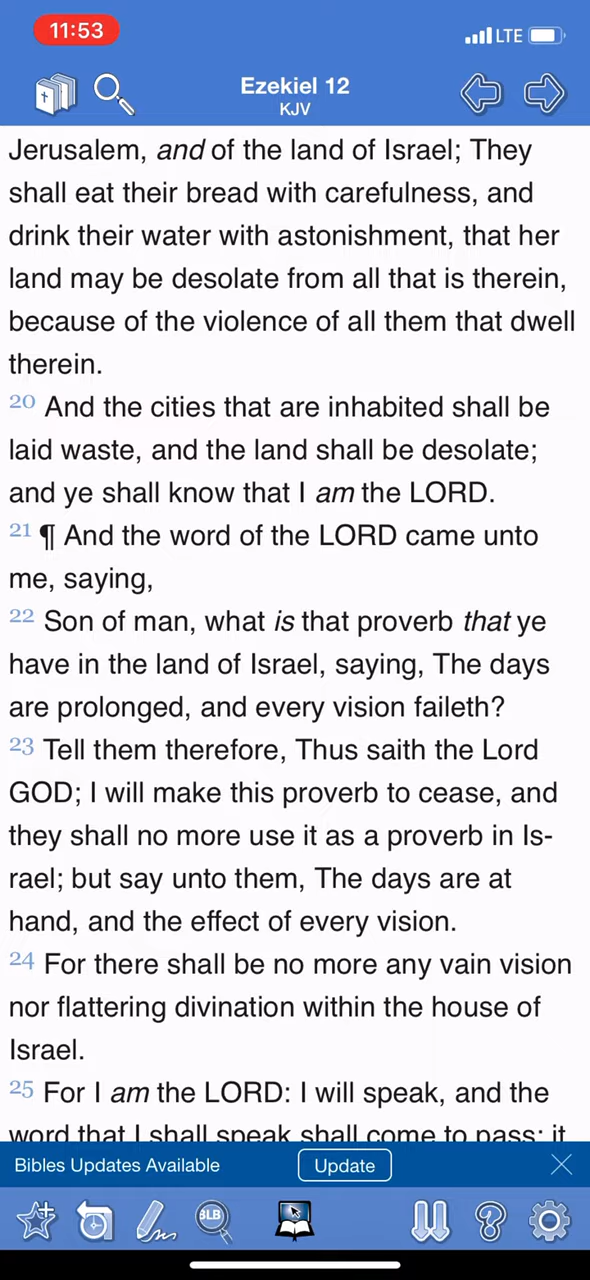 11:53
LTE
Ezekiel 12
KJV
Jerusalem, and of the land of Israel; They
shall eat their bread with carefulness, and
drink their water with astonishment, that her
land may be desolate from all that is therein,
because of the violence of all them that dwell
therein.
20 And the cities that are inhabited shall be
laid waste, and the land shall be desolate;
and ye shall know that I am the LORD.
21 ¶ And the word of the LORD came unto
me, saying,
22 Son of man, what is that proverb that ye
have in the land of Israel, saying, The days
are prolonged, and every vision faileth?
23 Tell them therefore, Thus saith the Lord
GOD; I will make this proverb to cease, and
they shall no more use it as a proverb in Is-
rael; but say unto them, The days are at
hand, and the effect of every vision.
24 For there shall be no more any vain vision
nor flattering divination within the house of
Israel.
25 For I am the LORD: I will speak, and the
word that I shall speak shall come to pass; it
Bibles Updates Available Update
BLB